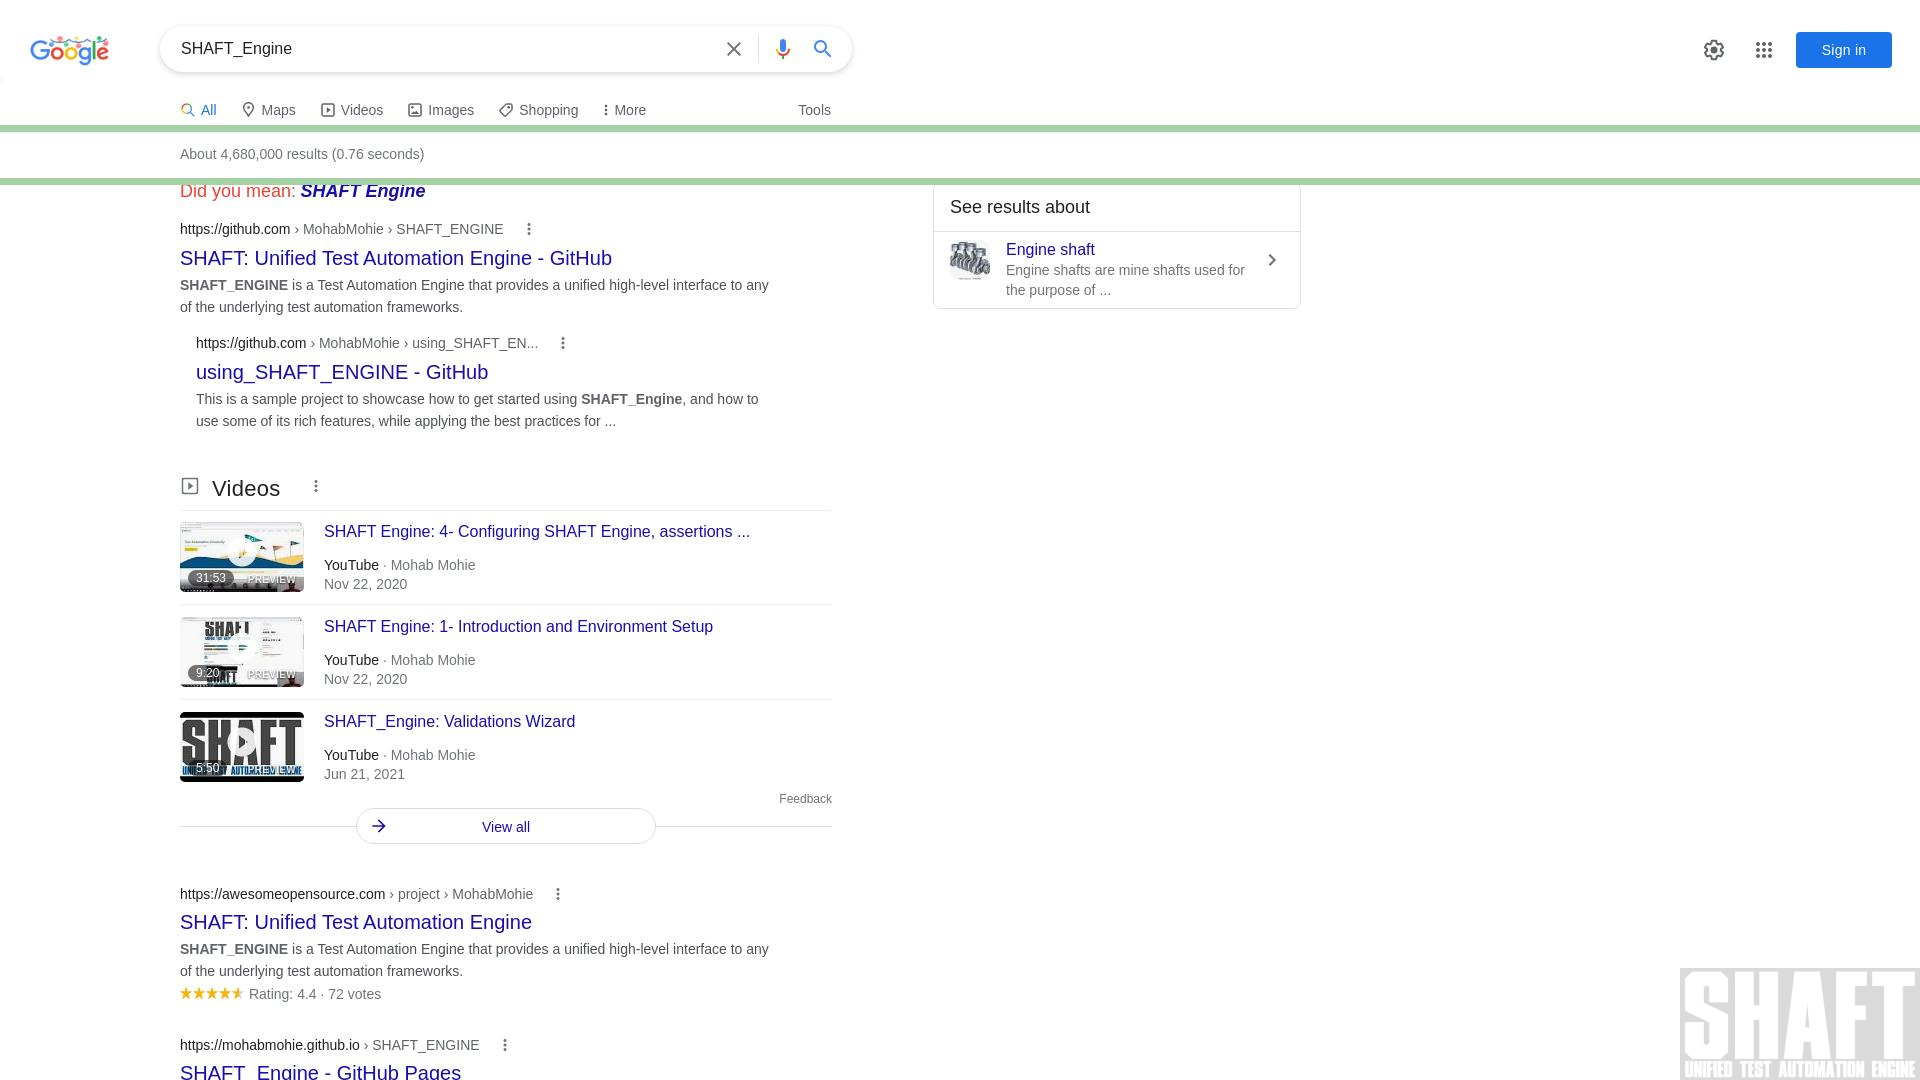 Google
SHAFT_Engine
Sign in
All
Maps
Videos
Images
Shopping
More
Tools
About 4,680,000 results (0.76 seconds)
Did you mean: SHAFT Engine
https://github.com › MohabMohie › SHAFT_ENGINE
SHAFT: Unified Test Automation Engine - GitHub
SHAFT_ENGINE is a Test Automation Engine that provides a unified high-level interface to any
of the underlying test automation frameworks.
https://github.com › MohabMohie › using_SHAFT_EN...
using_SHAFT_ENGINE - GitHub
This is a sample project to showcase how to get started using SHAFT_Engine, and how to
use some of its rich features, while applying the best practices for ...
Videos
31:53
PREVIEW
SHAFT Engine: 4- Configuring SHAFT Engine, assertions ...
YouTube · Mohab Mohie
Nov 22, 2020
SHAFT
9:20
PREVIEW
SHAFT Engine: 1- Introduction and Environment Setup
YouTube · Mohab Mohie
Nov 22, 2020
SHAFT
5:50
PREVIEW
UNIFIED TEST AUTOMATION ENGINE
SHAFT_Engine: Validations Wizard
YouTube · Mohab Mohie
Jun 21, 2021
Feedback
View all
https://awesomeopensource.com › project › MohabMohie
SHAFT: Unified Test Automation Engine
SHAFT_ENGINE is a Test Automation Engine that provides a unified high-level interface to any
of the underlying test automation frameworks.
Rating: 4.4 · 72 votes
https://mohabmohie.github.io › SHAFT_ENGINE
SHAFT_Engine - GitHub Pages
See results about
Engine shaft
Engine shafts are mine shafts used for
the purpose of ...
SHAFT
UNIFIED TEST AUTOMATION ENGINE